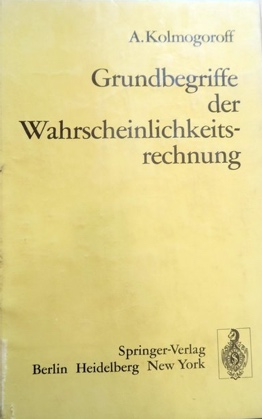 A. Kolmogoroff
Grundbegriffe
der
Wahrscheinlichkeits-
rechnung
Springer-Verlag
Berlin Heidelberg New York